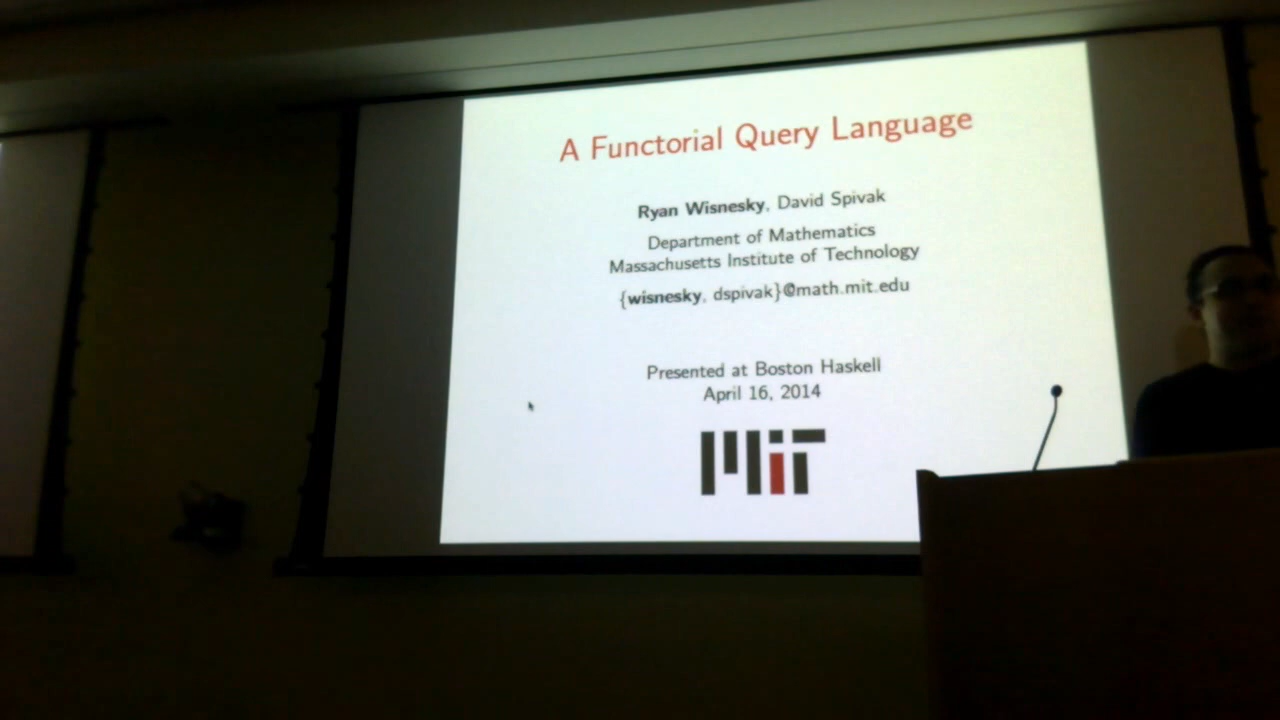 A Functorial Query Language
Ryan Wisnesky, David Spivak
Department of Mathematics
Massachusetts Institute of Technology
{wisnesky, dspivak}@math.mit.edu
Presented at Boston Haskell
April 16, 2014
MIT